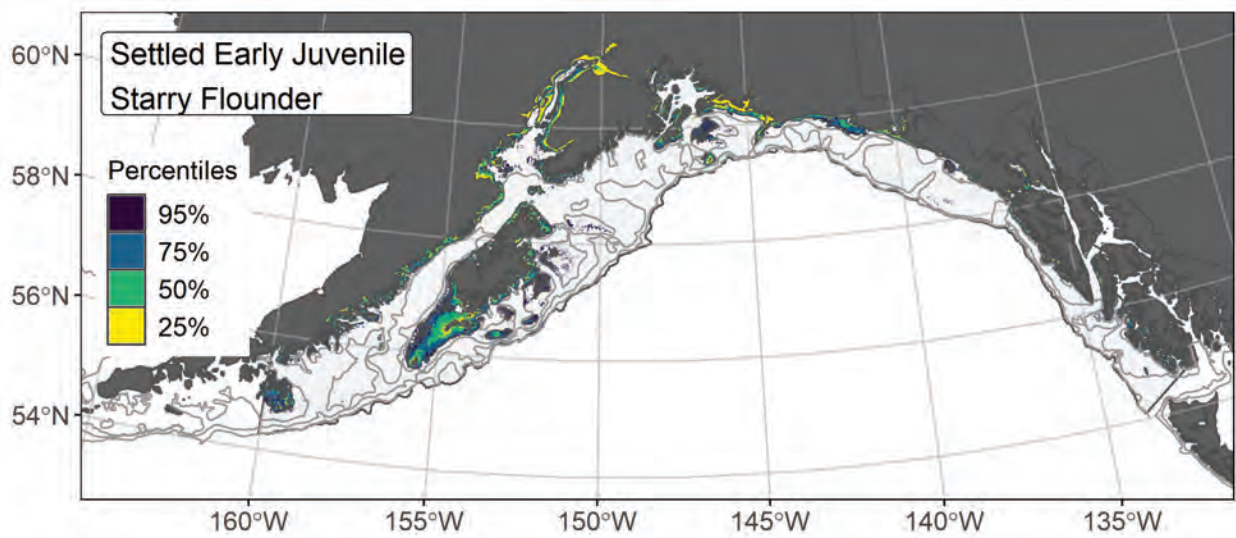 Settled Early Juvenile
Starry Flounder
Percentiles
95%
75%
50%
25%
60°N
58°N
56°N
54°N
160°W
155°W
150°W
145°W
140°W
135°W